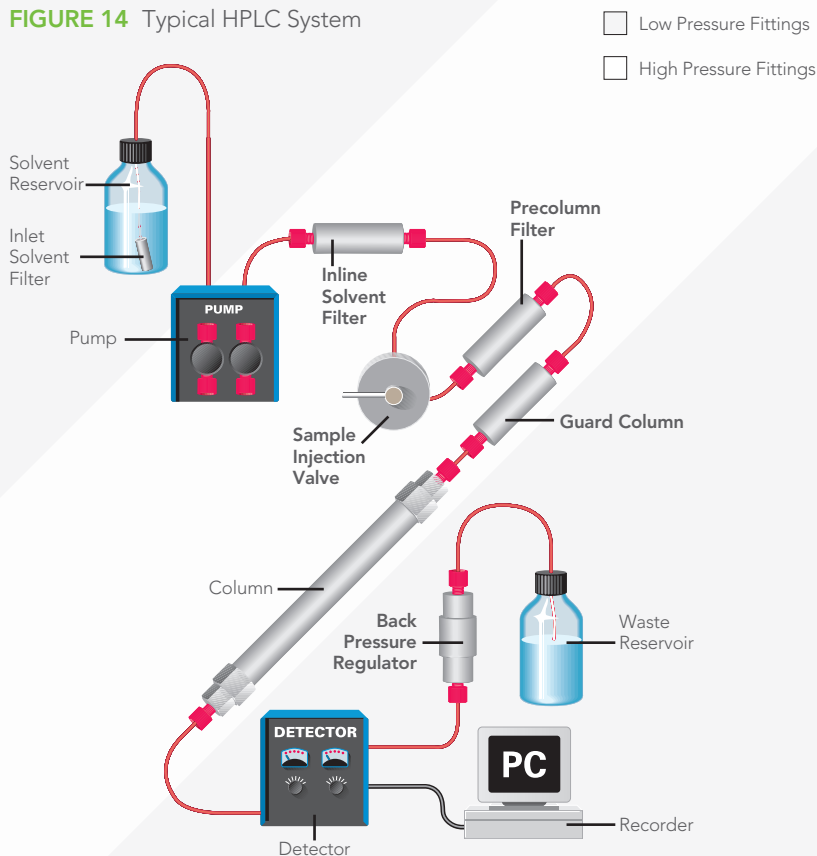 FIGURE 14 Typical HPLC System
Low Pressure Fittings
High Pressure Fittings
Solvent
Reservoir
Inlet
Solvent
Filter
PUMP
Pump
Inline
Solvent
Filter
Precolumn
Filter
Sample
Injection
Valve
Guard Column
Column
Back
Pressure
Regulator
Waste
Reservoir
DETECTOR
PC
Recorder
Detector